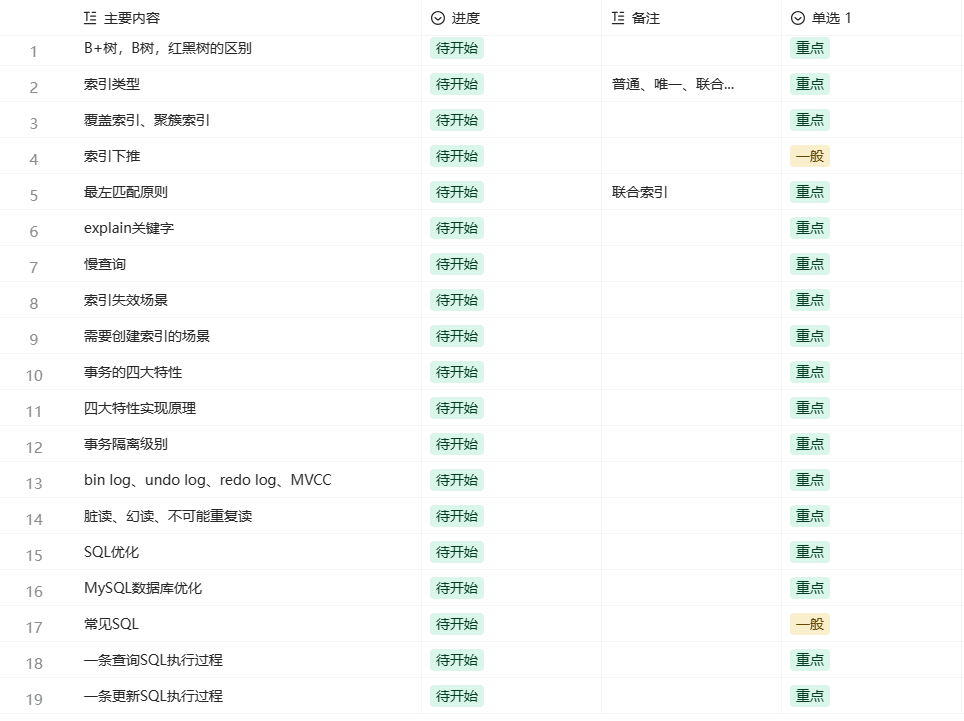 主要内容 进度 备注 单选 1
1 B+树，B树，红黑树的区别 待开始 重点
2 索引类型 待开始 普通、唯一、联合... 重点
3 覆盖索引、聚簇索引 待开始 重点
4 索引下推 待开始 一般
5 最左匹配原则 待开始 联合索引 重点
6 explain关键字 待开始 重点
7 慢查询 待开始 重点
8 索引失效场景 待开始 重点
9 需要创建索引的场景 待开始 重点
10 事务的四大特性 待开始 重点
11 四大特性实现原理 待开始 重点
12 事务隔离级别 待开始 重点
13 bin log、undo log、redo log、MVCC 待开始 重点
14 脏读、幻读、不可能重复读 待开始 重点
15 SQL优化 待开始 重点
16 MySQL数据库优化 待开始 重点
17 常见SQL 待开始 一般
18 一条查询SQL执行过程 待开始 重点
19 一条更新SQL执行过程 待开始 重点